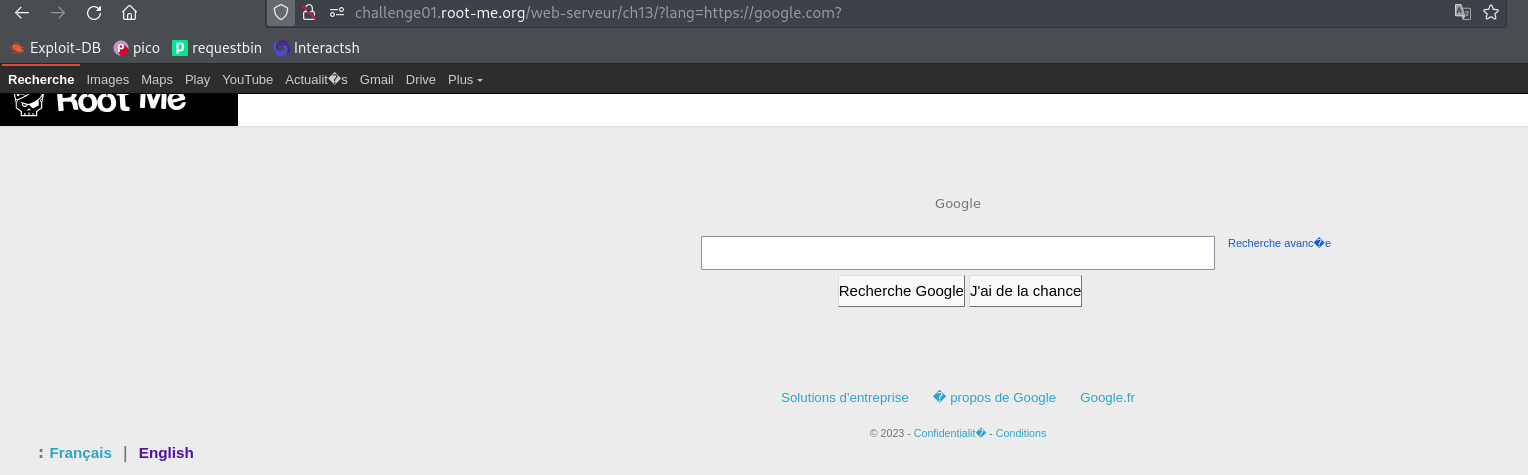 challenge01.root-me.org/web-serveur/ch13/?lang=https://google.com?
Exploit-DB pico requestbin Interactsh
Recherche Images Maps Play YouTube Actualit�s Gmail Drive Plus
Root Me
Google
Recherche avanc�e
Recherche Google J'ai de la chance
Solutions d'entreprise � propos de Google Google.fr
© 2023 - Confidentialit� - Conditions
: Français | English